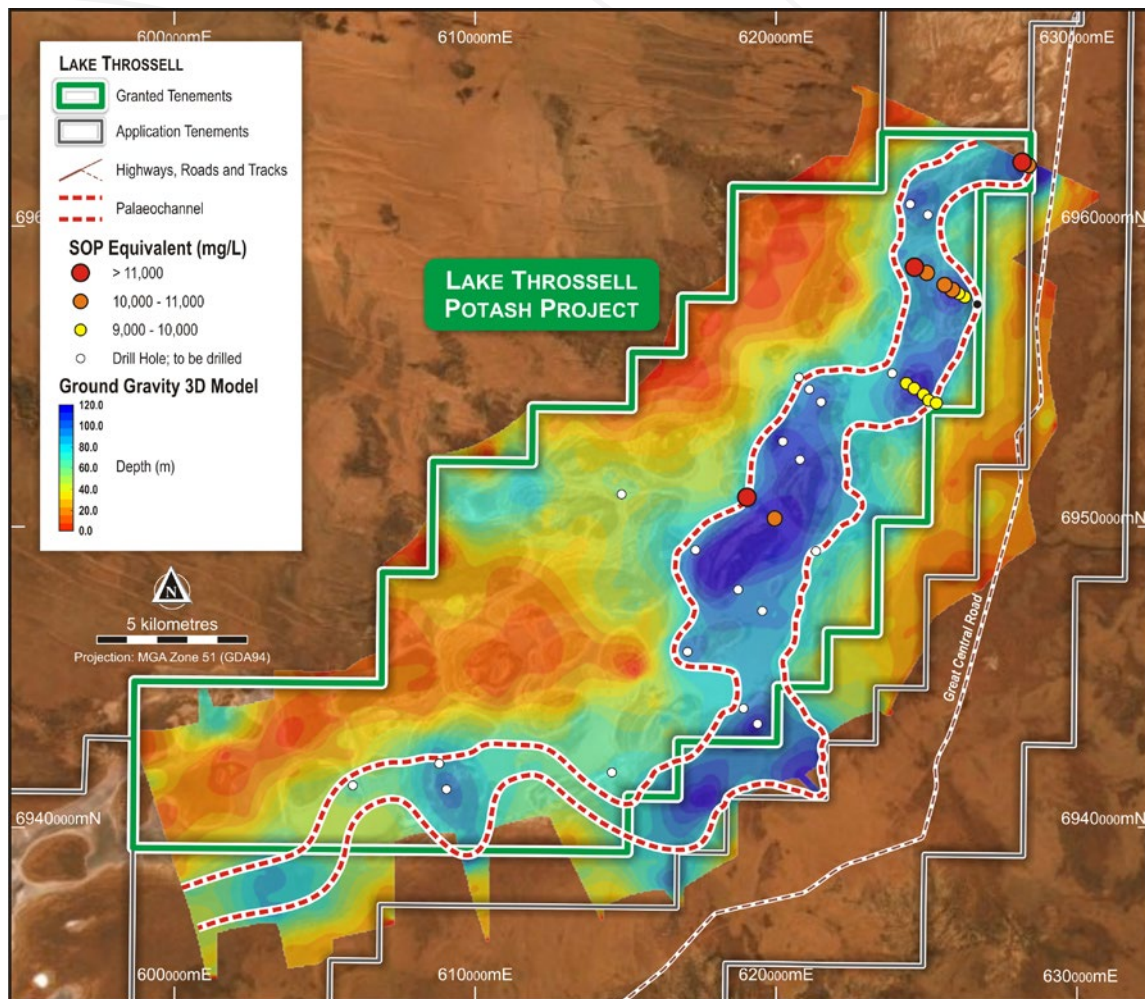 600000mE
610000mE
620000mE
630000mE
LAKE THROSSELL
Granted Tenements
Application Tenements
Highways, Roads and Tracks
Palaeochannel
SOP Equivalent (mg/L)
> 11,000
10,000 - 11,000
9,000 - 10,000
Drill Hole; to be drilled
Ground Gravity 3D Model
120.0
100.0
80.0
60.0
40.0
20.0
0.0
Depth (m)
696
6960000mN
LAKE THROSSELL
POTASH PROJECT
6950000mN
N
5 kilometres
Projection: MGA Zone 51 (GDA94)
Great Central Road
6940000mN
6940000mN
600000mE
610000mE
620000mE
630000mE